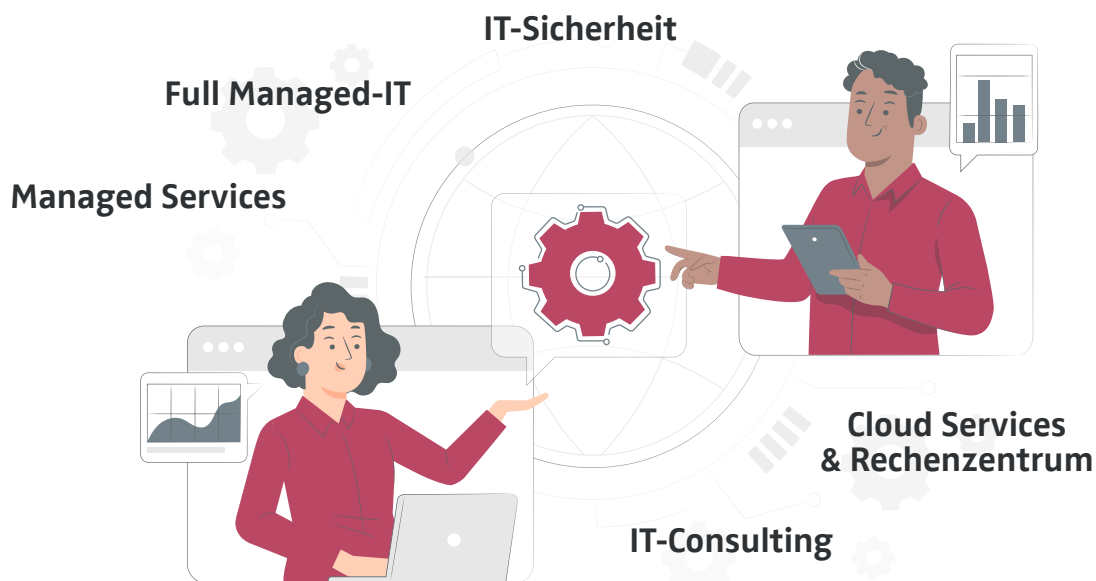 IT-Sicherheit
Full Managed-IT
Managed Services
Cloud Services
& Rechenzentrum
IT-Consulting